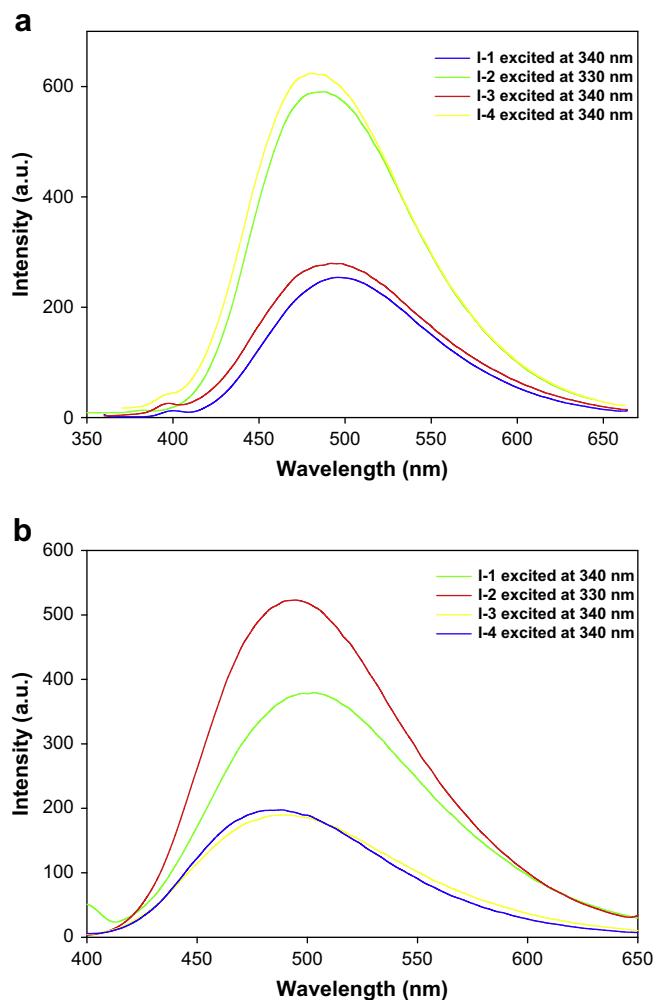 a
I-1 excited at 340 nm
I-2 excited at 330 nm
I-3 excited at 340 nm
I-4 excited at 340 nm
600
400
200
0
Intensity (a.u.)
350 400 450 500 550 600 650
Wavelength (nm)
b
I-1 excited at 340 nm
I-2 excited at 330 nm
I-3 excited at 340 nm
I-4 excited at 340 nm
600
500
400
300
200
100
0
Intensity (a.u.)
400 450 500 550 600 650
Wavelength (nm)